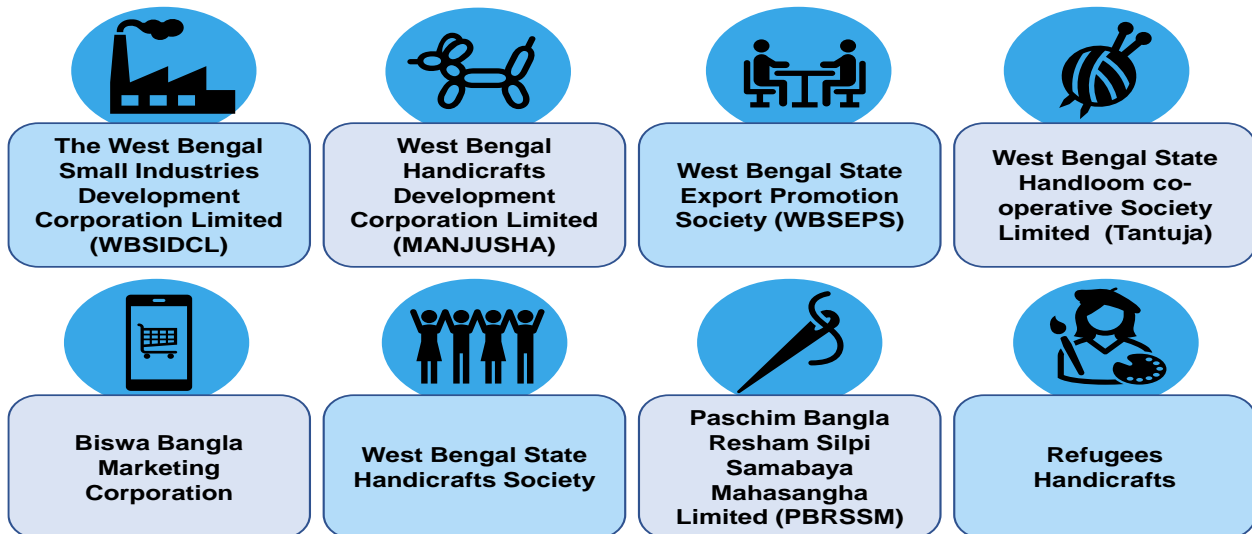 The West Bengal
Small Industries
Development
Corporation Limited
(WBSIDCL)
West Bengal
Handicrafts
Development
Corporation Limited
(MANJUSHA)
West Bengal State
Export Promotion
Society (WBSEPS)
West Bengal State
Handloom co-
operative Society
Limited  (Tantuja)
Biswa Bangla
Marketing
Corporation
West Bengal State
Handicrafts Society
Paschim Bangla
Resham Silpi
Samabaya
Mahasangha
Limited (PBRSSM)
Refugees
Handicrafts